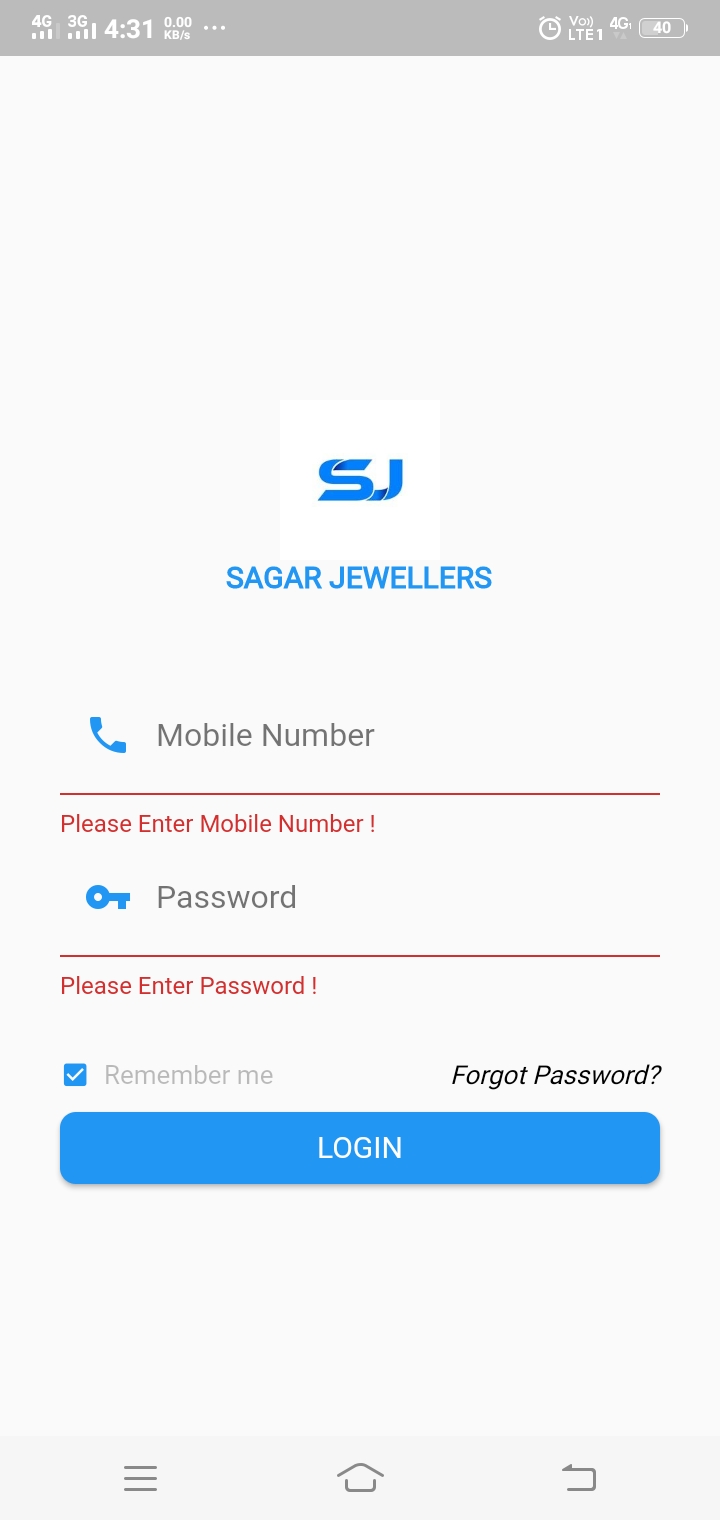 4G 3G 4:31 0.00 KB/s ... Vo)) LTE1 4G 40
SJ
SAGAR JEWELLERS
Mobile Number
Please Enter Mobile Number !
Password
Please Enter Password !
Remember me Forgot Password?
LOGIN